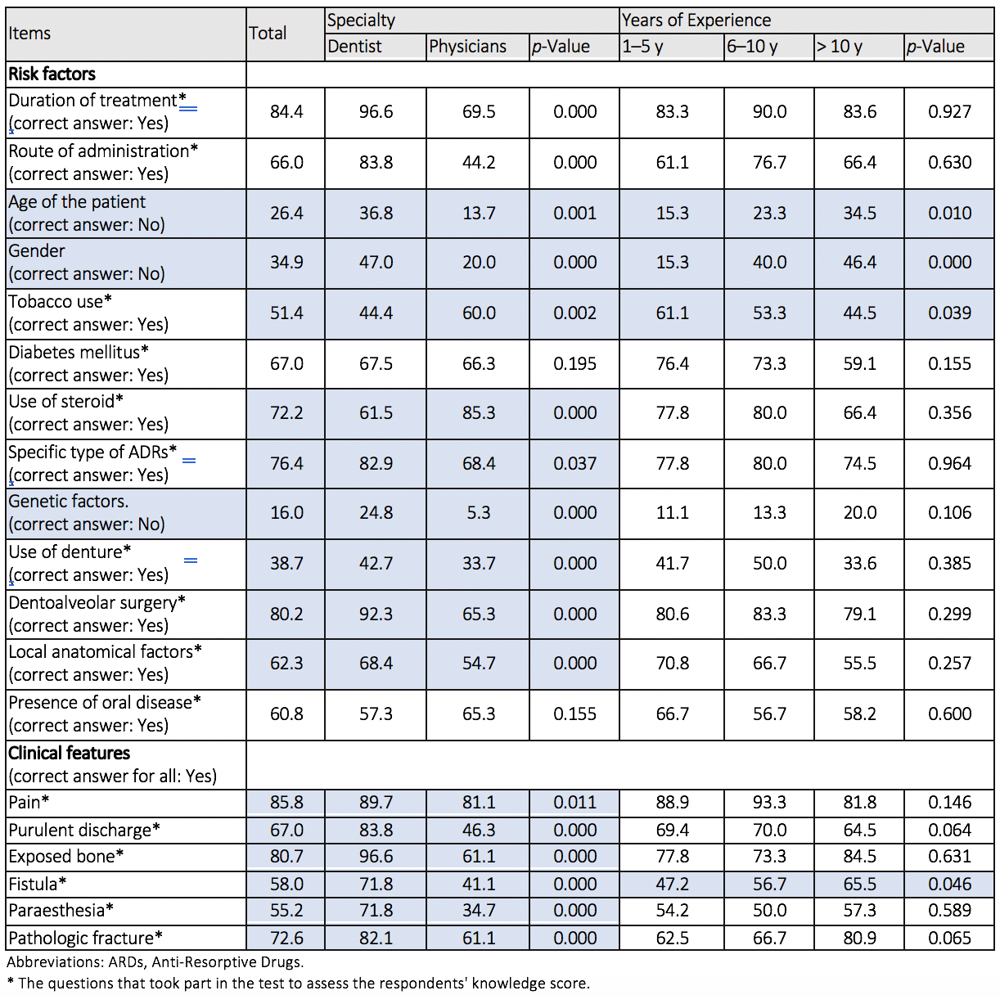 Items Total Specialty Years of Experience
Dentist Physicians p-Value 1–5 y 6–10 y > 10 y p-Value
Risk factors
Duration of treatment*
(correct answer: Yes) 84.4 96.6 69.5 0.000 83.3 90.0 83.6 0.927
Route of administration*
(correct answer: Yes) 66.0 83.8 44.2 0.000 61.1 76.7 66.4 0.630
Age of the patient
(correct answer: No) 26.4 36.8 13.7 0.001 15.3 23.3 34.5 0.010
Gender
(correct answer: No) 34.9 47.0 20.0 0.000 15.3 40.0 46.4 0.000
Tobacco use*
(correct answer: Yes) 51.4 44.4 60.0 0.002 61.1 53.3 44.5 0.039
Diabetes mellitus*
(correct answer: Yes) 67.0 67.5 66.3 0.195 76.4 73.3 59.1 0.155
Use of steroid*
(correct answer: Yes) 72.2 61.5 85.3 0.000 77.8 80.0 66.4 0.356
Specific type of ADRs*
(correct answer: Yes) 76.4 82.9 68.4 0.037 77.8 80.0 74.5 0.964
Genetic factors.
(correct answer: No) 16.0 24.8 5.3 0.000 11.1 13.3 20.0 0.106
Use of denture*
(correct answer: Yes) 38.7 42.7 33.7 0.000 41.7 50.0 33.6 0.385
Dentoalveolar surgery*
(correct answer: Yes) 80.2 92.3 65.3 0.000 80.6 83.3 79.1 0.299
Local anatomical factors*
(correct answer: Yes) 62.3 68.4 54.7 0.000 70.8 66.7 55.5 0.257
Presence of oral disease*
(correct answer: Yes) 60.8 57.3 65.3 0.155 66.7 56.7 58.2 0.600
Clinical features
(correct answer for all: Yes)
Pain* 85.8 89.7 81.1 0.011 88.9 93.3 81.8 0.146
Purulent discharge* 67.0 83.8 46.3 0.000 69.4 70.0 64.5 0.064
Exposed bone* 80.7 96.6 61.1 0.000 77.8 73.3 84.5 0.631
Fistula* 58.0 71.8 41.1 0.000 47.2 56.7 65.5 0.046
Paraesthesia* 55.2 71.8 34.7 0.000 54.2 50.0 57.3 0.589
Pathologic fracture* 72.6 82.1 61.1 0.000 62.5 66.7 80.9 0.065
Abbreviations: ARDs, Anti-Resorptive Drugs.
* The questions that took part in the test to assess the respondents' knowledge score.